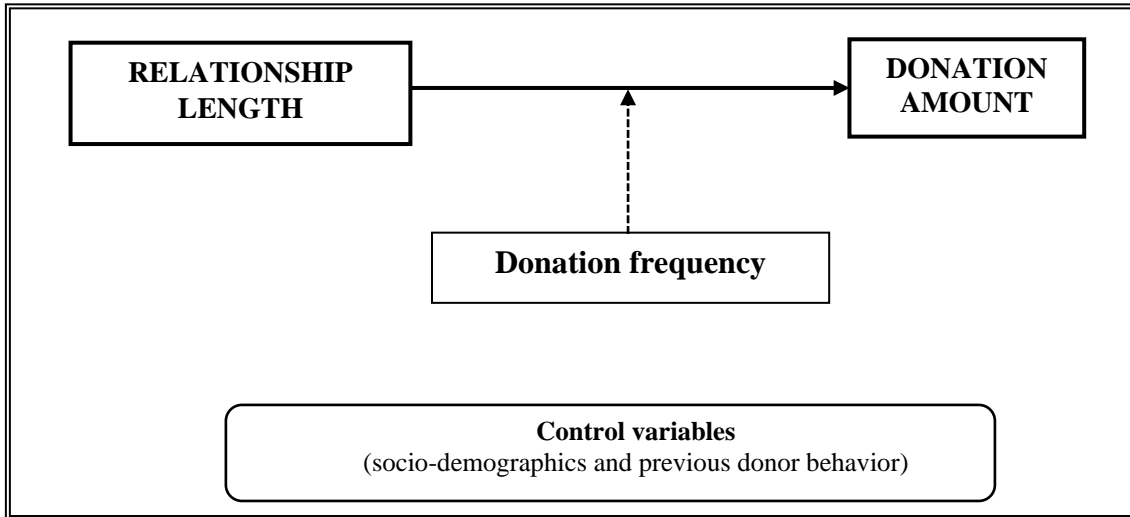 RELATIONSHIP
LENGTH
DONATION
AMOUNT
Donation frequency
Control variables
(socio-demographics and previous donor behavior)